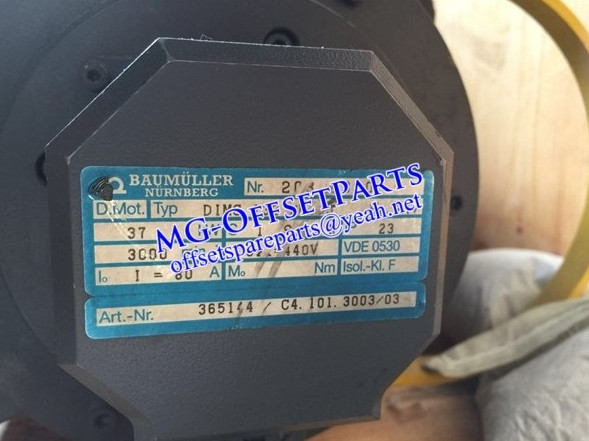 BAUMÜLLER
NÜRNBERG
Nr.
D.Mot. Typ
37
23
3000 440V VDE 0530
I₀ I = 80 A M₀ Nm Isol.-Kl. F
Art.-Nr. 365144 / C4.101.3003/03
MG-OFFSETPARTS
offsetspareparts@yeah.net